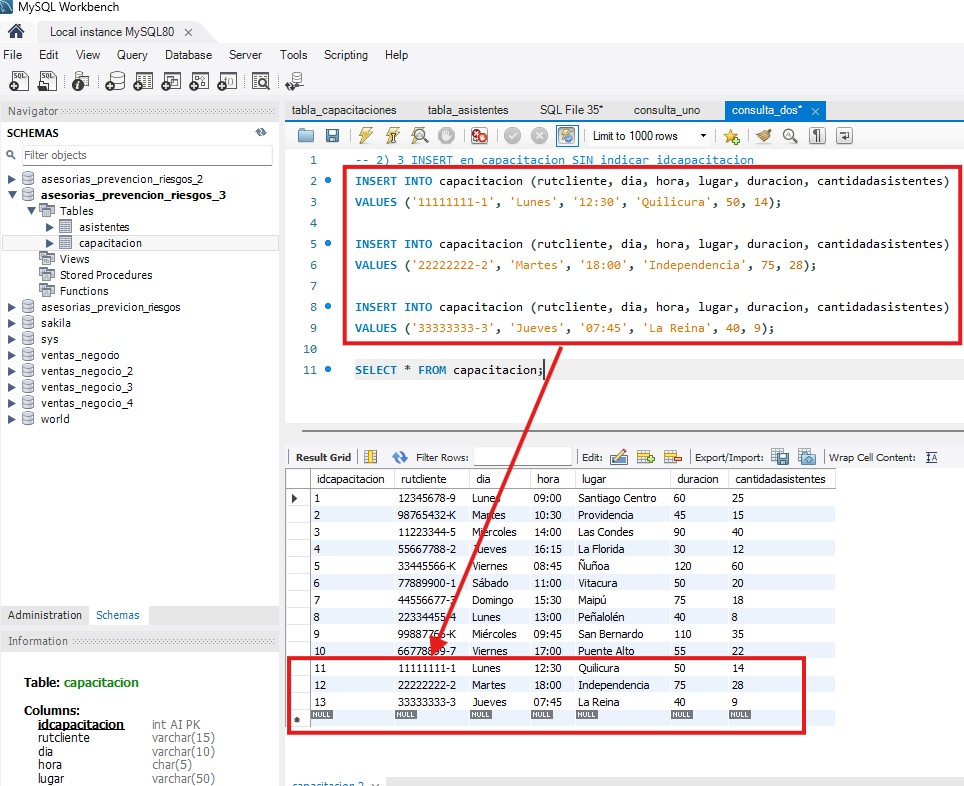 MySQL Workbench
Local instance MySQL80 ×
File Edit View Query Database Server Tools Scripting Help
Navigator
SCHEMAS
Filter objects
asesorias_prevencion_riesgos_2
asesorias_prevencion_riesgos_3
Tables
asistentes
capacitacion
Views
Stored Procedures
Functions
asesorias_previcion_riesgos
sakila
sys
ventas_negocio
ventas_negocio_2
ventas_negocio_3
ventas_negocio_4
world
Administration Schemas
Information
Table: capacitacion
Columns:
idcapacitacion int AI PK
rutcliente varchar(15)
dia varchar(10)
hora char(5)
lugar varchar(50)
tabla_capacitaciones tabla_asistentes SQL File 35* consulta_uno consulta_dos* ×
Limit to 1000 rows
1 -- 2) 3 INSERT en capacitacion SIN indicar idcapacitacion
2 INSERT INTO capacitacion (rutcliente, dia, hora, lugar, duracion, cantidadasistentes)
3 VALUES ('11111111-1', 'Lunes', '12:30', 'Quilicura', 50, 14);
4
5 INSERT INTO capacitacion (rutcliente, dia, hora, lugar, duracion, cantidadasistentes)
6 VALUES ('22222222-2', 'Martes', '18:00', 'Independencia', 75, 28);
7
8 INSERT INTO capacitacion (rutcliente, dia, hora, lugar, duracion, cantidadasistentes)
9 VALUES ('33333333-3', 'Jueves', '07:45', 'La Reina', 40, 9);
10
11 SELECT * FROM capacitacion;
Result Grid Filter Rows: Edit: Export/Import: Wrap Cell Content:
idcapacitacion rutcliente dia hora lugar duracion cantidadasistentes
1 12345678-9 Lunes 09:00 Santiago Centro 60 25
2 98765432-K Martes 10:30 Providencia 45 15
3 11223344-5 Miércoles 14:00 Las Condes 90 40
4 55667788-2 Jueves 16:15 La Florida 30 12
5 33445566-K Viernes 08:45 Ñuñoa 120 60
6 77889900-1 Sábado 11:00 Vitacura 50 20
7 44556677-3 Domingo 15:30 Maipú 75 18
8 22334455-4 Lunes 13:00 Peñalolén 40 8
9 99887766-K Miércoles 09:45 San Bernardo 110 35
10 66778899-7 Viernes 17:00 Puente Alto 55 22
11 11111111-1 Lunes 12:30 Quilicura 50 14
12 22222222-2 Martes 18:00 Independencia 75 28
13 33333333-3 Jueves 07:45 La Reina 40 9
NULL NULL NULL NULL NULL NULL NULL